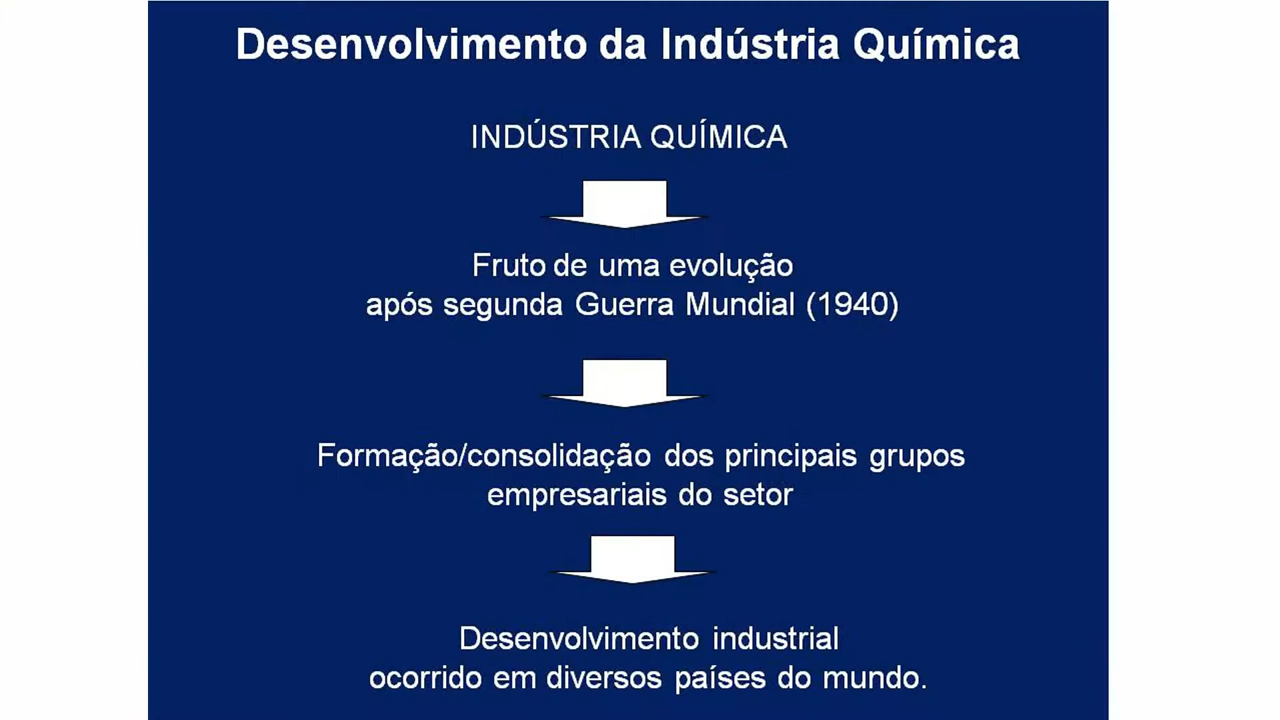 Desenvolvimento da Indústria Química
INDÚSTRIA QUÍMICA
Fruto de uma evolução
após segunda Guerra Mundial (1940)
Formação/consolidação dos principais grupos
empresariais do setor
Desenvolvimento industrial
ocorrido em diversos países do mundo.